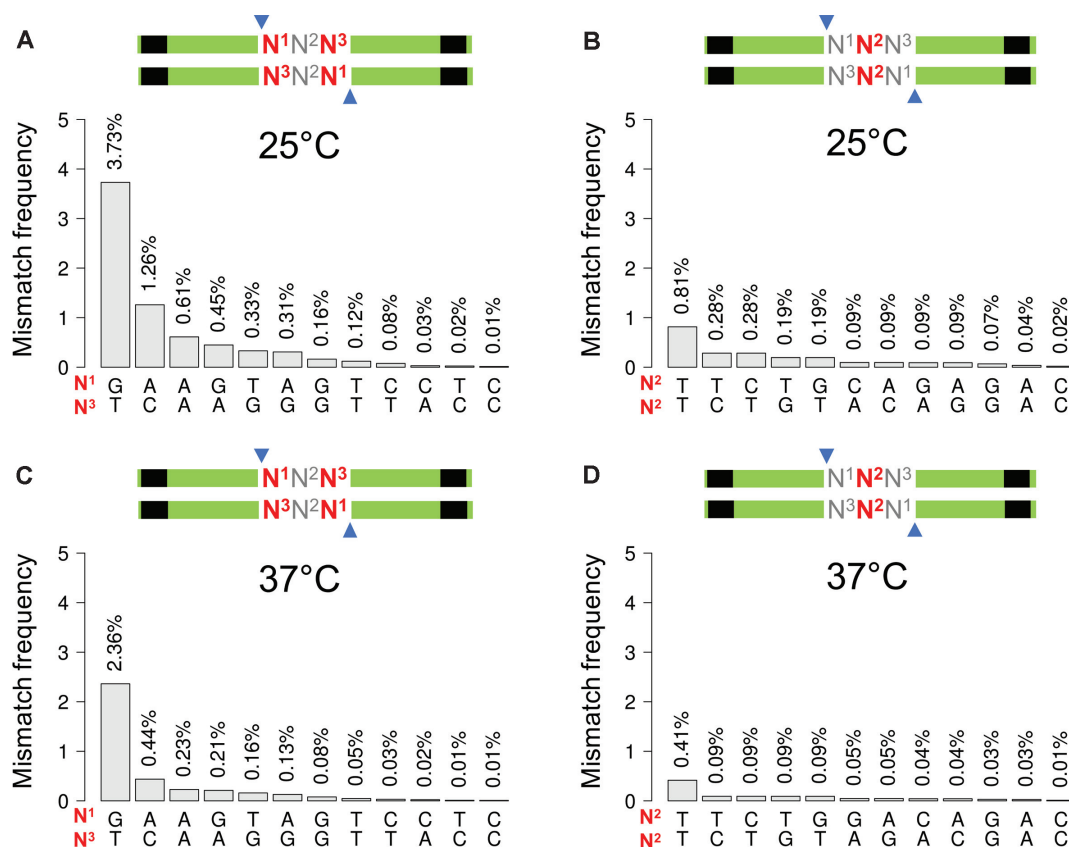 A
N¹N²N³
N³N²N¹
25°C
Mismatch frequency
5
4
3
2
1
0
3.73%
1.26%
0.61%
0.45%
0.33%
0.31%
0.16%
0.12%
0.08%
0.03%
0.02%
0.01%
N¹ G A A G T A G T C C T C
N³ T C A A G G G T T A C C
B
N¹N²N³
N³N²N¹
25°C
Mismatch frequency
5
4
3
2
1
0
0.81%
0.28%
0.28%
0.19%
0.19%
0.09%
0.09%
0.09%
0.09%
0.07%
0.04%
0.02%
N² T T C T G C A G A G A C
N² T C T G T A C A G G A C
C
N¹N²N³
N³N²N¹
37°C
Mismatch frequency
5
4
3
2
1
0
2.36%
0.44%
0.23%
0.21%
0.16%
0.13%
0.08%
0.05%
0.03%
0.02%
0.01%
0.01%
N¹ G A A G T A G T C C T C
N³ T C A A G G G T T A C C
D
N¹N²N³
N³N²N¹
37°C
Mismatch frequency
5
4
3
2
1
0
0.41%
0.09%
0.09%
0.09%
0.09%
0.05%
0.05%
0.04%
0.04%
0.03%
0.03%
0.01%
N² T T C T G G A C A G A C
N² T C T G T A G A C G A C